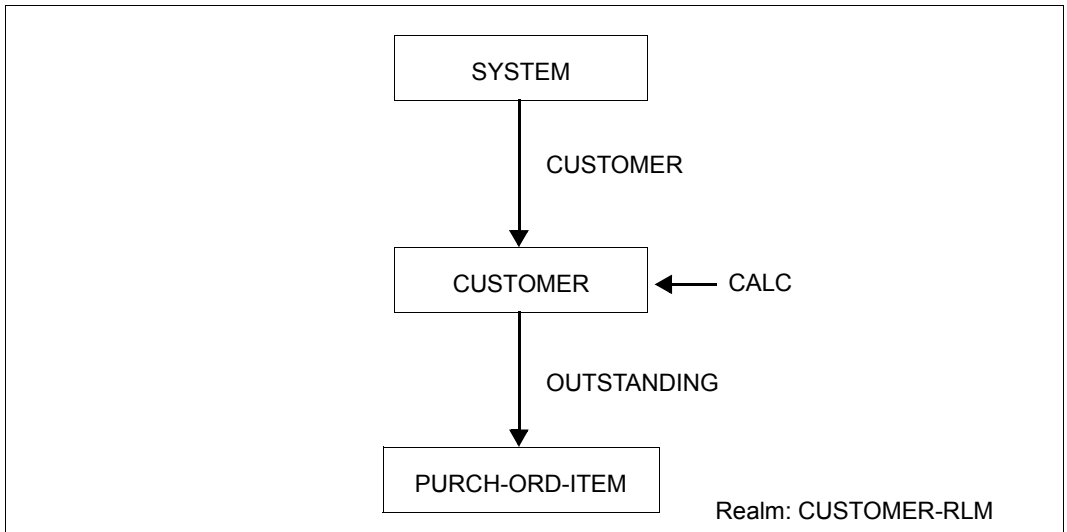 SYSTEM
CUSTOMER
CUSTOMER
CALC
OUTSTANDING
PURCH-ORD-ITEM
Realm: CUSTOMER-RLM